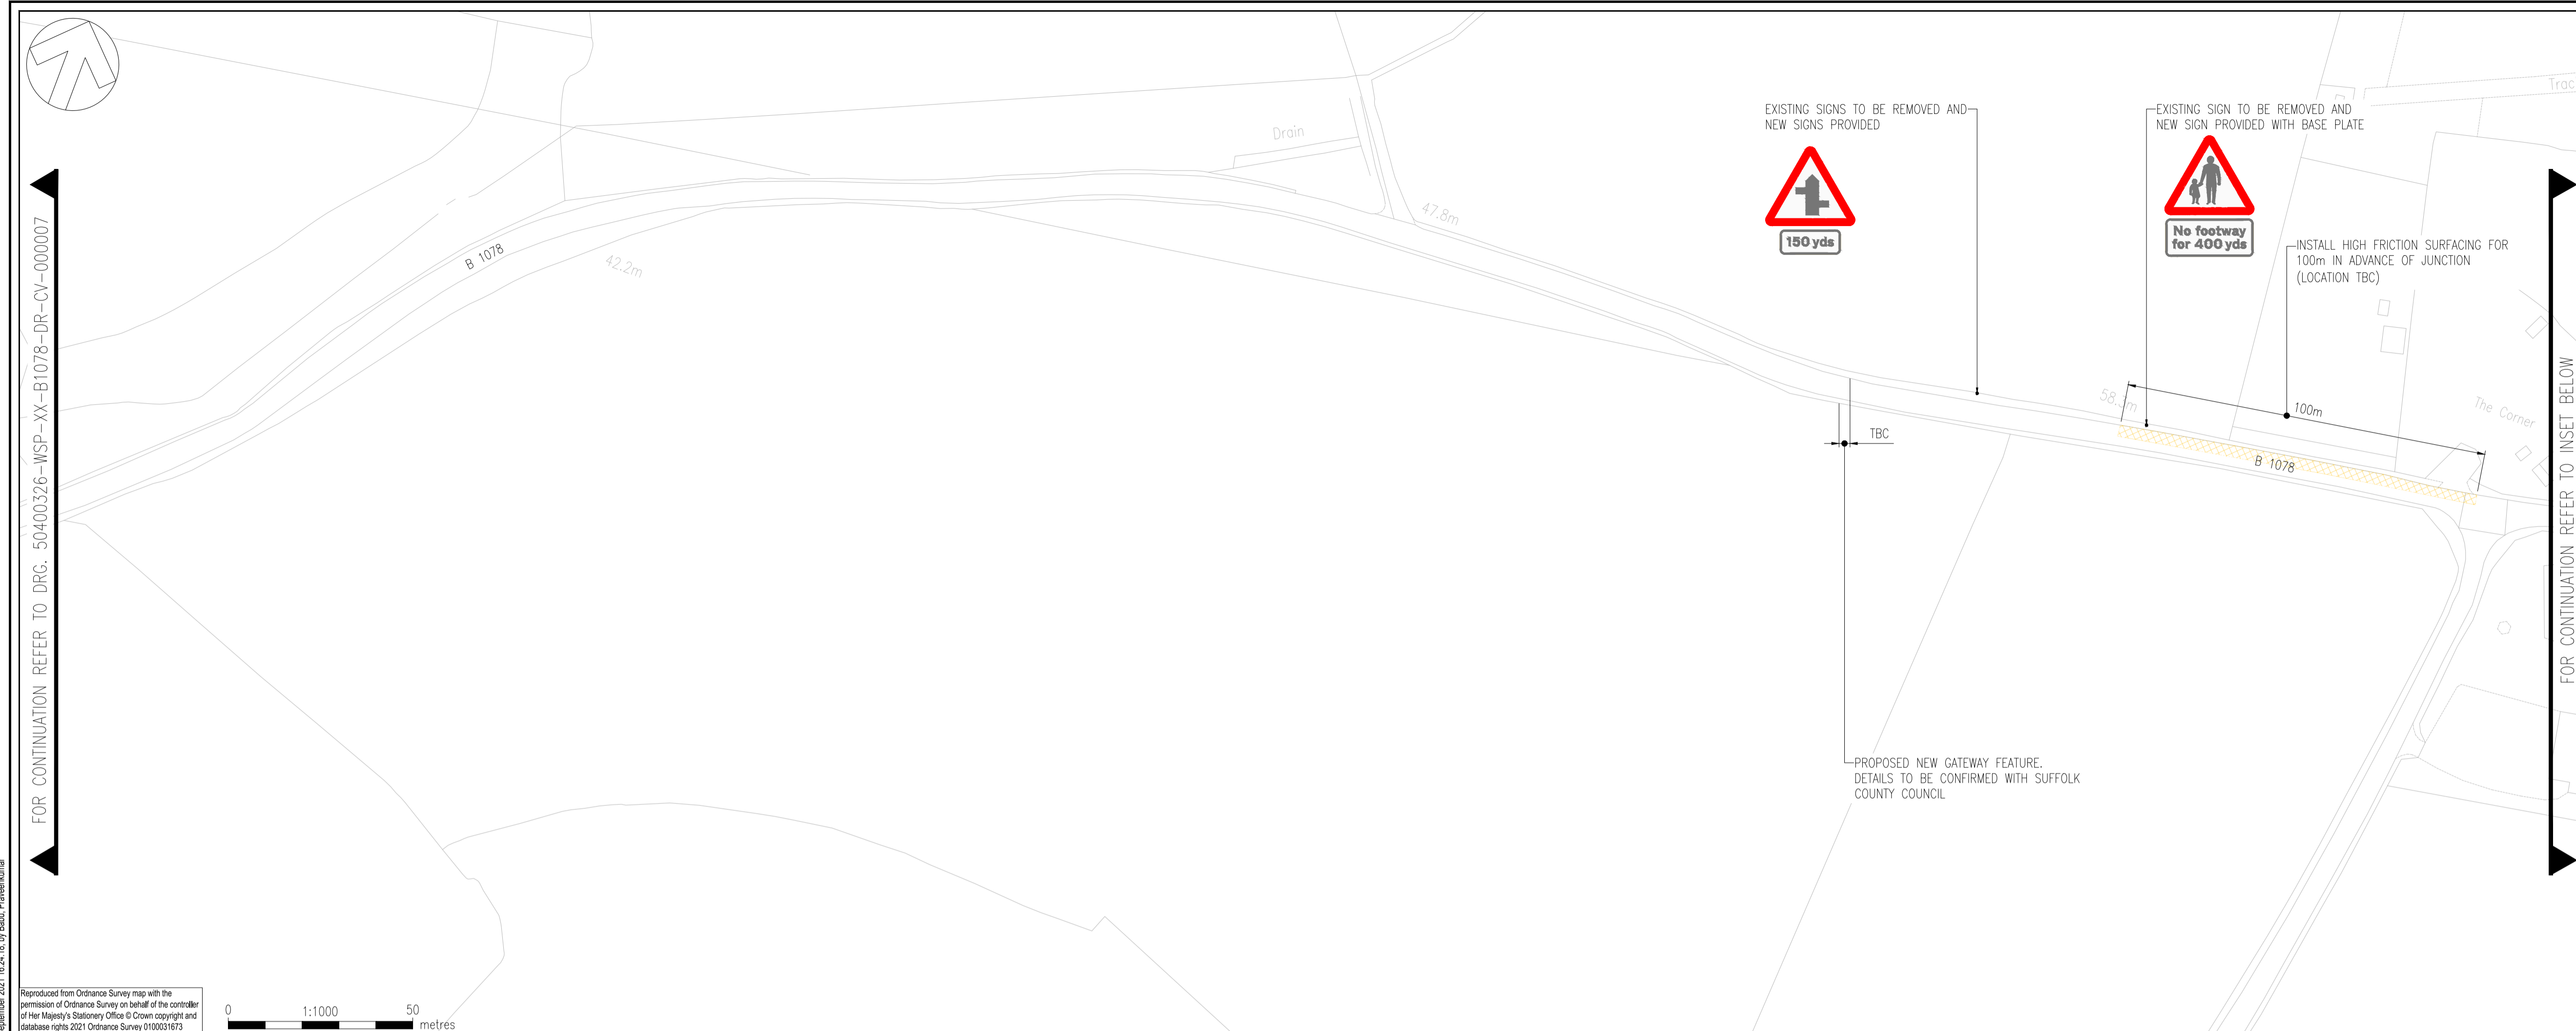 EXISTING SIGNS TO BE REMOVED AND
NEW SIGNS PROVIDED
150 yds
EXISTING SIGN TO BE REMOVED AND
NEW SIGN PROVIDED WITH BASE PLATE
No footway
for 400 yds
INSTALL HIGH FRICTION SURFACING FOR
100m IN ADVANCE OF JUNCTION
(LOCATION TBC)
Drain
47.8m
B 1078
42.2m
58.3m
100m
The Corner
B 1078
TBC
PROPOSED NEW GATEWAY FEATURE.
DETAILS TO BE CONFIRMED WITH SUFFOLK
COUNTY COUNCIL
FOR CONTINUATION REFER TO DRG. 50400326-WSP-XX-B1078-DR-CV-000007
FOR CONTINUATION REFER TO INSET BELOW
Reproduced from Ordnance Survey map with the
permission of Ordnance Survey on behalf of the controller
of Her Majesty's Stationery Office © Crown copyright and
database rights 2021 Ordnance Survey 0100031673
0 1:1000 50
metres